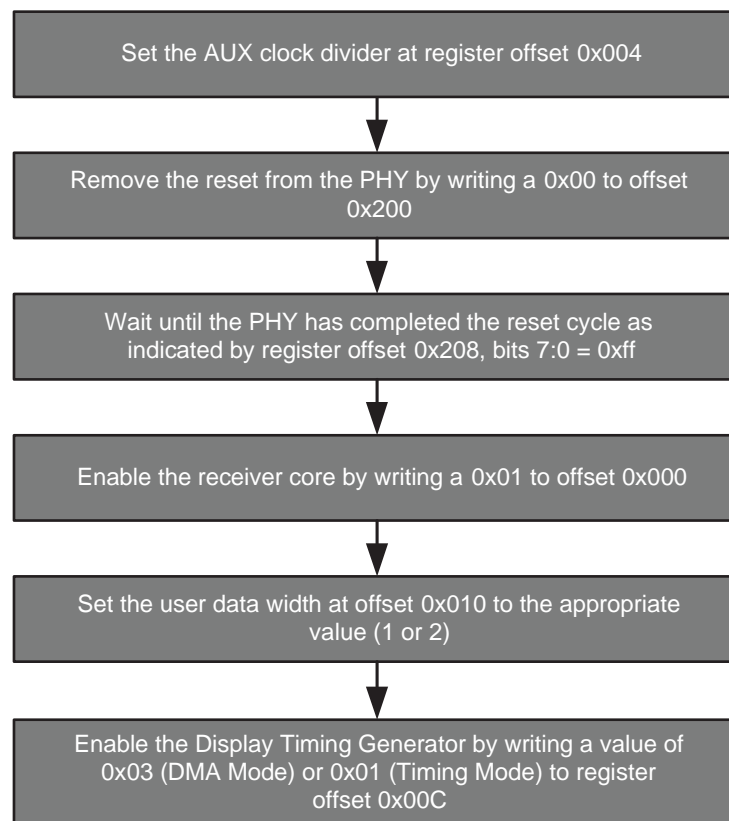 Set the AUX clock divider at register offset 0x004
Remove the reset from the PHY by writing a 0x00 to offset
0x200
Wait until the PHY has completed the reset cycle as
indicated by register offset 0x208, bits 7:0 = 0xff
Enable the receiver core by writing a 0x01 to offset 0x000
Set the user data width at offset 0x010 to the appropriate
value (1 or 2)
Enable the Display Timing Generator by writing a value of
0x03 (DMA Mode) or 0x01 (Timing Mode) to register
offset 0x00C